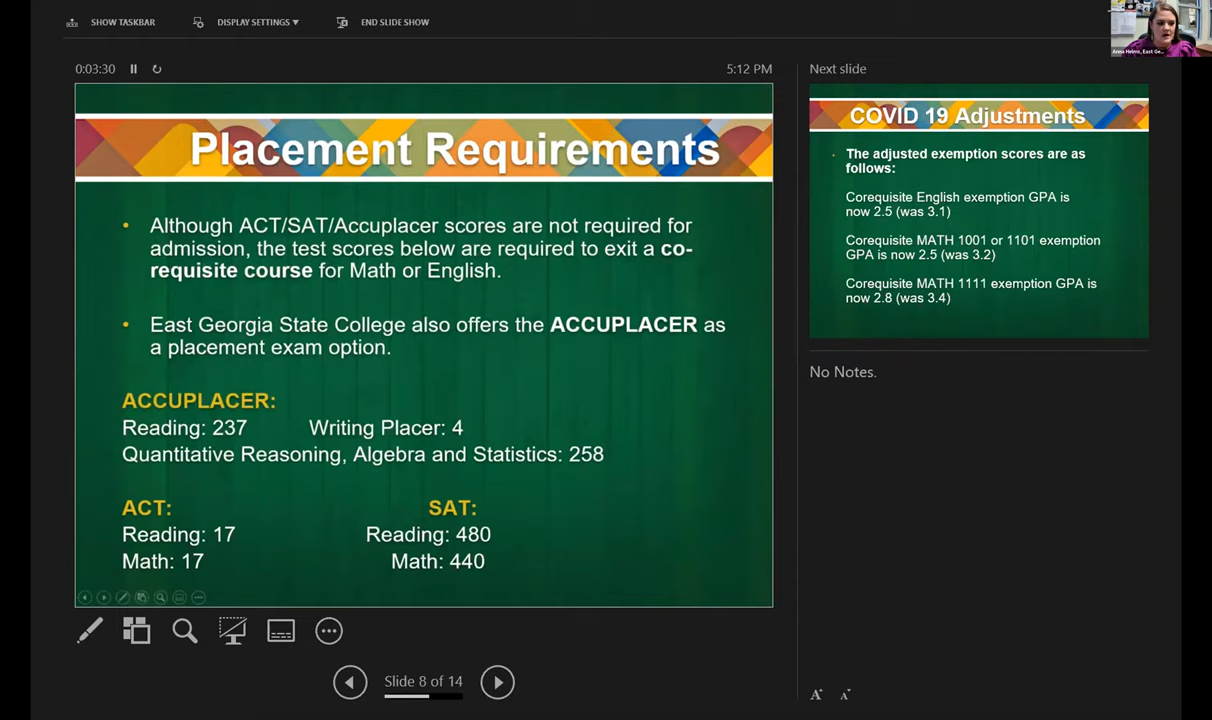 SHOW TASKBAR
DISPLAY SETTINGS ▾
END SLIDE SHOW
Anna Helms, East Ge...
0:03:30
5:12 PM
Placement Requirements
• Although ACT/SAT/Accuplacer scores are not required for
admission, the test scores below are required to exit a co-
requisite course for Math or English.
• East Georgia State College also offers the ACCUPLACER as
a placement exam option.
ACCUPLACER:
Reading: 237 Writing Placer: 4
Quantitative Reasoning, Algebra and Statistics: 258
ACT: SAT:
Reading: 17 Reading: 480
Math: 17 Math: 440
Slide 8 of 14
Next slide
COVID 19 Adjustments
• The adjusted exemption scores are as
follows:
Corequisite English exemption GPA is
now 2.5 (was 3.1)
Corequisite MATH 1001 or 1101 exemption
GPA is now 2.5 (was 3.2)
Corequisite MATH 1111 exemption GPA is
now 2.8 (was 3.4)
No Notes.
A A